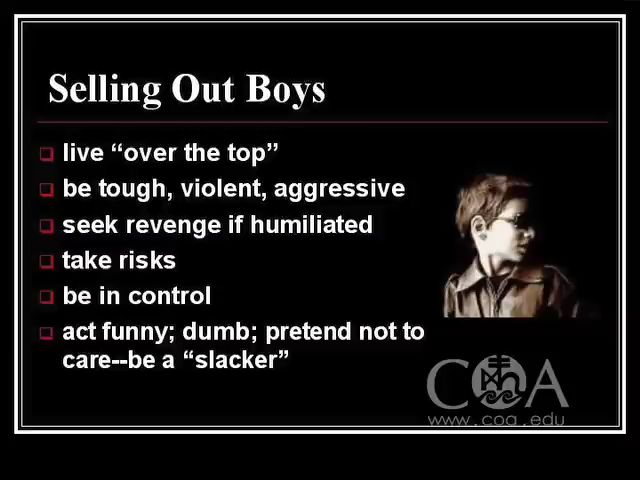 Selling Out Boys
live “over the top”
be tough, violent, aggressive
seek revenge if humiliated
take risks
be in control
act funny; dumb; pretend not to
care--be a “slacker”
COA
www.coa.edu